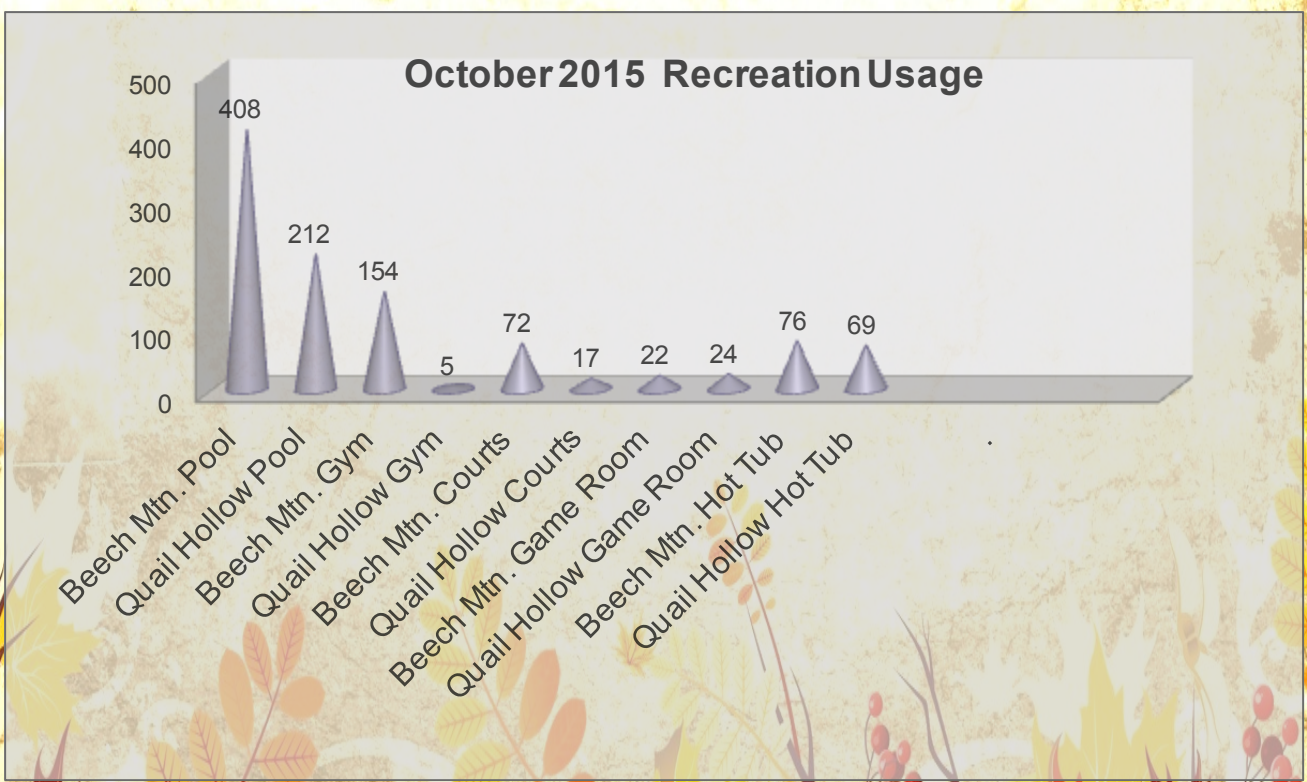 October 2015 Recreation Usage
500
400
300
200
100
0
408
212
154
5
72
17
22
24
76
69
Beech Mtn. Pool
Quail Hollow Pool
Beech Mtn. Gym
Quail Hollow Gym
Beech Mtn. Courts
Quail Hollow Courts
Beech Mtn. Game Room
Quail Hollow Game Room
Beech Mtn. Hot Tub
Quail Hollow Hot Tub
.